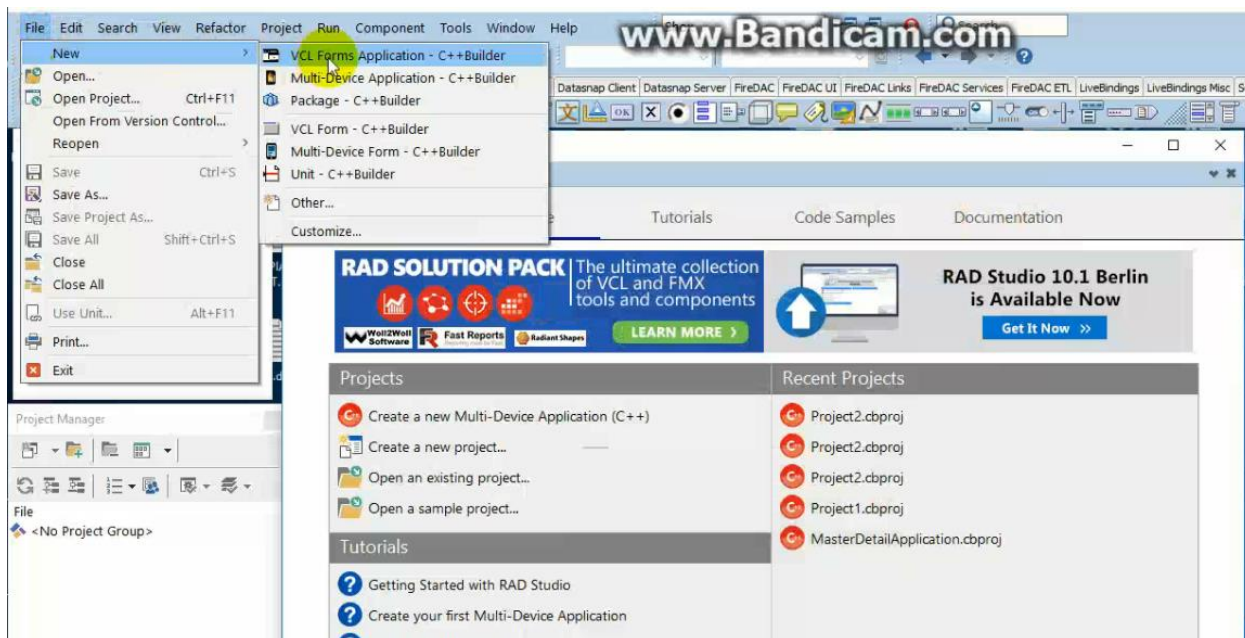 File Edit Search View Refactor Project Run Component Tools Window Help
www.Bandicam.com
Search
New
Open...
Open Project... Ctrl+F11
Open From Version Control...
Reopen
Save Ctrl+S
Save As...
Save Project As...
Save All Shift+Ctrl+S
Close
Close All
Use Unit... Alt+F11
Print...
Exit
VCL Forms Application - C++Builder
Multi-Device Application - C++Builder
Package - C++Builder
VCL Form - C++Builder
Multi-Device Form - C++Builder
Unit - C++Builder
Other...
Customize...
Datasnap Client Datasnap Server FireDAC FireDAC UI FireDAC Links FireDAC Services FireDAC ETL LiveBindings LiveBindings Misc
OK
Tutorials Code Samples Documentation
RAD SOLUTION PACK
The ultimate collection
of VCL and FMX
tools and components
Woll2Woll Software
Fast Reports
Radiant Shapes
LEARN MORE
RAD Studio 10.1 Berlin
is Available Now
Get It Now >>
Projects
Create a new Multi-Device Application (C++)
Create a new project...
Open an existing project...
Open a sample project...
Tutorials
Getting Started with RAD Studio
Create your first Multi-Device Application
Recent Projects
Project2.cbproj
Project2.cbproj
Project2.cbproj
Project1.cbproj
MasterDetailApplication.cbproj
Project Manager
File
<No Project Group>